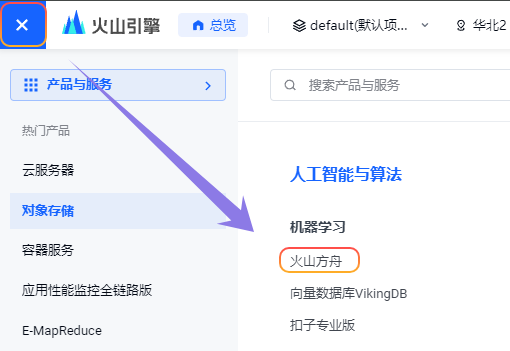 火山引擎 总览 default(默认项... 华北2
产品与服务
搜索产品与服务
热门产品
云服务器
对象存储
容器服务
应用性能监控全链路版
E-MapReduce
人工智能与算法
机器学习
火山方舟
向量数据库VikingDB
扣子专业版